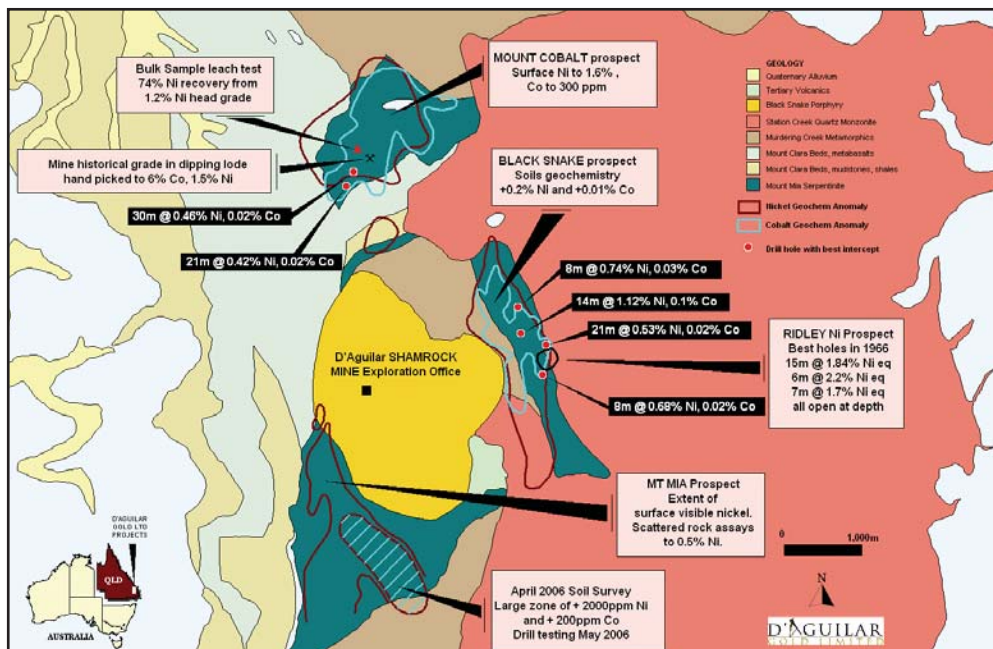 Bulk Sample leach test
74% Ni recovery from
1.2% Ni head grade
MOUNT COBALT prospect
Surface Ni to 1.6% ,
Co to 300 ppm
Mine historical grade in dipping lode
hand picked to 6% Co, 1.5% Ni
30m @ 0.46% Ni, 0.02% Co
21m @ 0.42% Ni, 0.02% Co
BLACK SNAKE prospect
Soils geochemistry
+0.2% Ni and +0.01% Co
8m @ 0.74% Ni, 0.03% Co
14m @ 1.12% Ni, 0.1% Co
21m @ 0.53% Ni, 0.02% Co
8m @ 0.68% Ni, 0.02% Co
GEOLOGY
Quaternary Alluvium
Tertiary Volcanics
Black Snake Porphyry
Station Creek Quartz Monzonite
Murdering Creek Metamorphics
Mount Clara Beds, metabasalts
Mount Clara Beds, mudstones, shales
Mount Mia Serpentinite
Nickel Geochem Anomaly
Cobalt Geochem Anomaly
Drill hole with best intercept
RIDLEY Ni Prospect
Best holes in 1966
15m @ 1.84% Ni eq
6m @ 2.2% Ni eq
7m @ 1.7% Ni eq
all open at depth
D'Aguilar SHAMROCK
MINE Exploration Office
MT MIA Prospect
Extent of
surface visible nickel.
Scattered rock assays
to 0.5% Ni.
April 2006 Soil Survey
Large zone of + 2000ppm Ni
and + 200ppm Co
Drill testing May 2006
0 1,000m
N
D'AGUILAR
GOLD LTD
PROJECTS
QLD
AUSTRALIA
D'AGUILAR
GOLD LIMITED